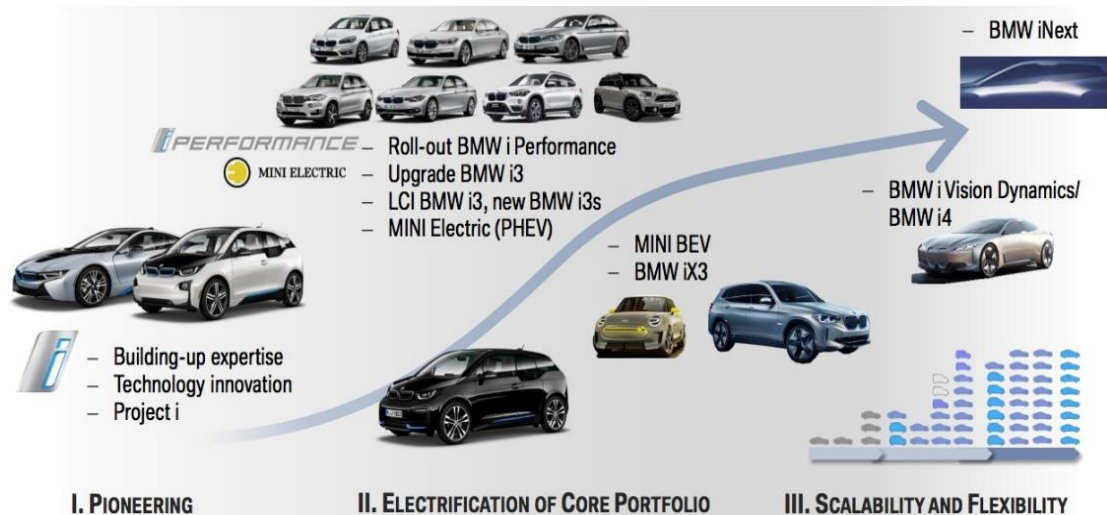 – BMW iNext
i PERFORMANCE
MINI ELECTRIC
– Roll-out BMW i Performance
– Upgrade BMW i3
– LCI BMW i3, new BMW i3s
– MINI Electric (PHEV)
– BMW i Vision Dynamics/
BMW i4
– MINI BEV
– BMW iX3
i
– Building-up expertise
– Technology innovation
– Project i
I. PIONEERING
II. ELECTRIFICATION OF CORE PORTFOLIO
III. SCALABILITY AND FLEXIBILITY